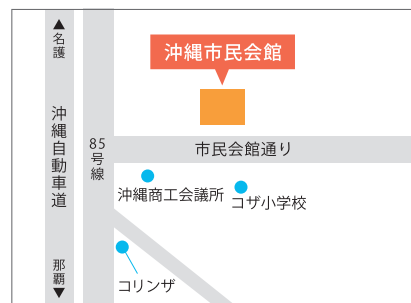 ▲名護
沖縄自動車道
那覇▼
85号線
沖縄市民会館
市民会館通り
沖縄商工会議所
コザ小学校
コリンザ